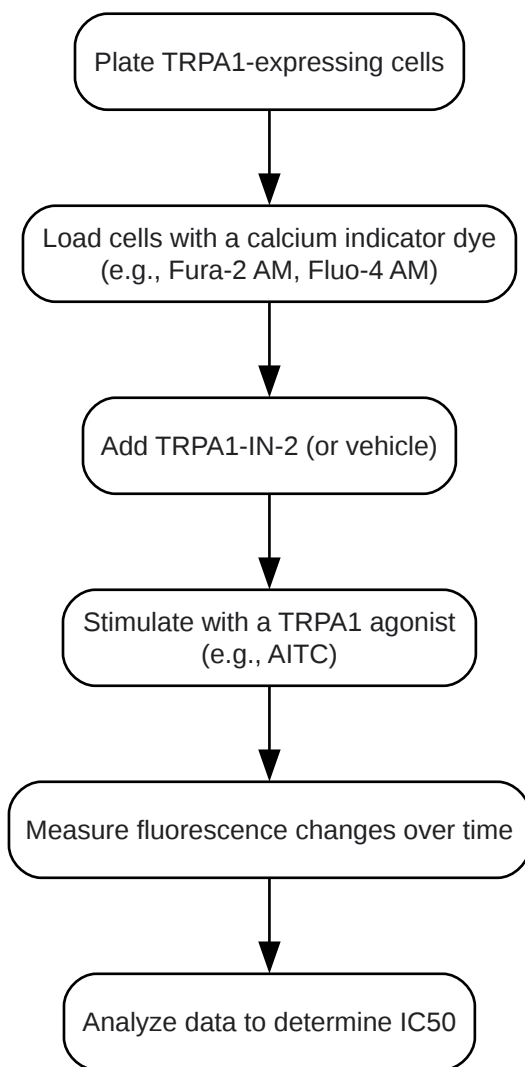 Plate TRPA1-expressing cells
Load cells with a calcium indicator dye
(e.g., Fura-2 AM, Fluo-4 AM)
Add TRPA1-IN-2 (or vehicle)
Stimulate with a TRPA1 agonist
(e.g., AITC)
Measure fluorescence changes over time
Analyze data to determine IC50